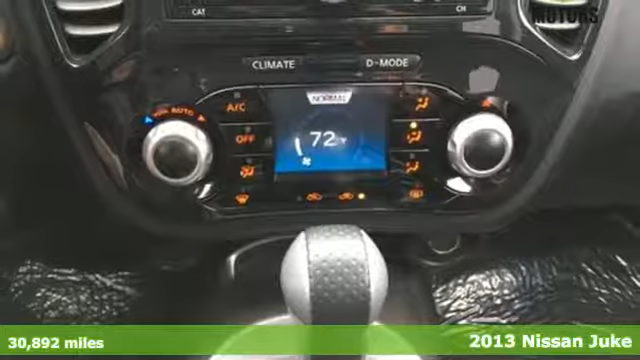 MOTORS
CAT
CH
CLIMATE
D-MODE
NORMAL
A/C
AUTO
OFF
72
30,892 miles
2013 Nissan Juke